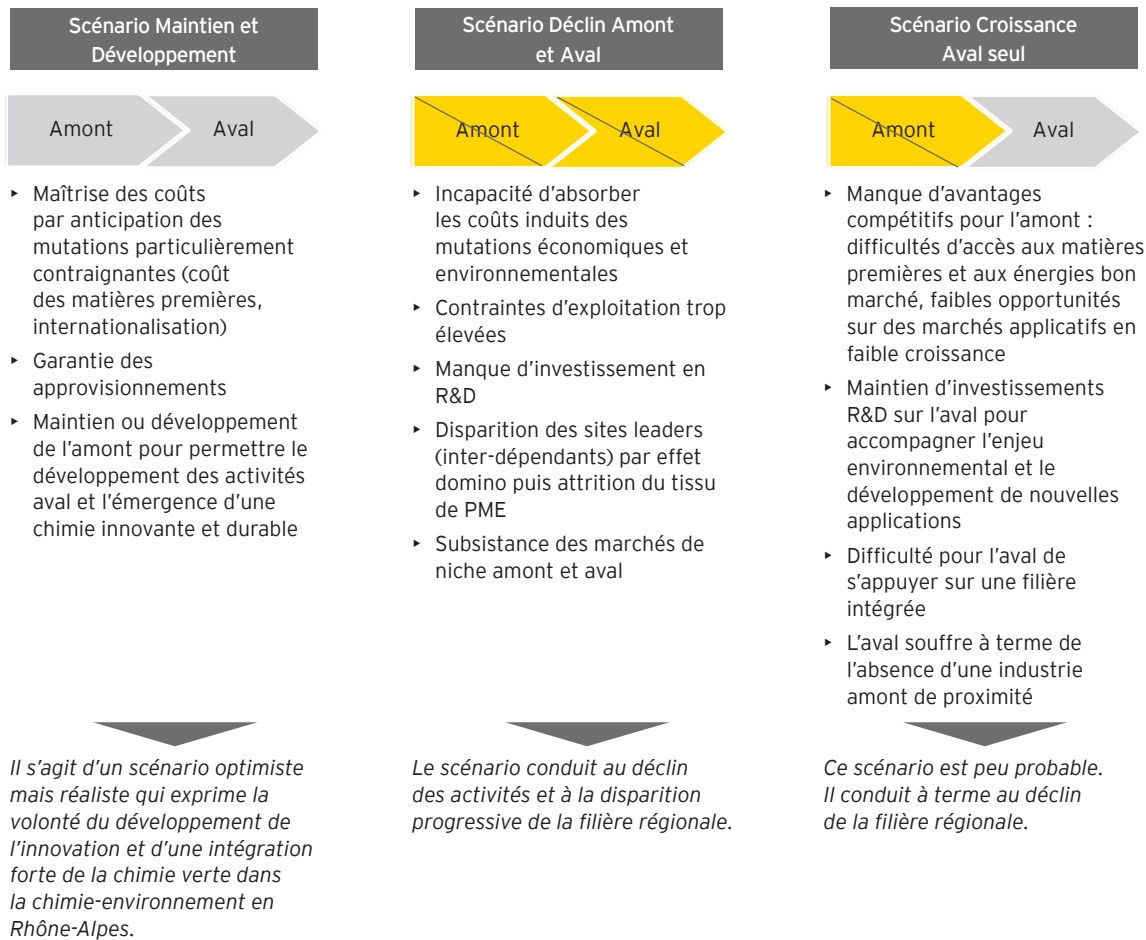 Scénario Maintien et
Développement
Amont
Aval
‣ Maîtrise des coûts
par anticipation des
mutations particulièrement
contraignantes (coût
des matières premières,
internationalisation)
‣ Garantie des
approvisionnements
‣ Maintien ou développement
de l'amont pour permettre le
développement des activités
aval et l'émergence d'une
chimie innovante et durable
Il s'agit d'un scénario optimiste
mais réaliste qui exprime la
volonté du développement de
l'innovation et d'une intégration
forte de la chimie verte dans
la chimie-environnement en
Rhône-Alpes.
Scénario Déclin Amont
et Aval
Amont
Aval
‣ Incapacité d'absorber
les coûts induits des
mutations économiques et
environnementales
‣ Contraintes d'exploitation trop
élevées
‣ Manque d'investissement en
R&D
‣ Disparition des sites leaders
(inter-dépendants) par effet
domino puis attrition du tissu
de PME
‣ Subsistance des marchés de
niche amont et aval
Le scénario conduit au déclin
des activités et à la disparition
progressive de la filière régionale.
Scénario Croissance
Aval seul
Amont
Aval
‣ Manque d'avantages
compétitifs pour l'amont :
difficultés d'accès aux matières
premières et aux énergies bon
marché, faibles opportunités
sur des marchés applicatifs en
faible croissance
‣ Maintien d'investissements
R&D sur l'aval pour
accompagner l'enjeu
environnemental et le
développement de nouvelles
applications
‣ Difficulté pour l'aval de
s'appuyer sur une filière
intégrée
‣ L'aval souffre à terme de
l'absence d'une industrie
amont de proximité
Ce scénario est peu probable.
Il conduit à terme au déclin
de la filière régionale.